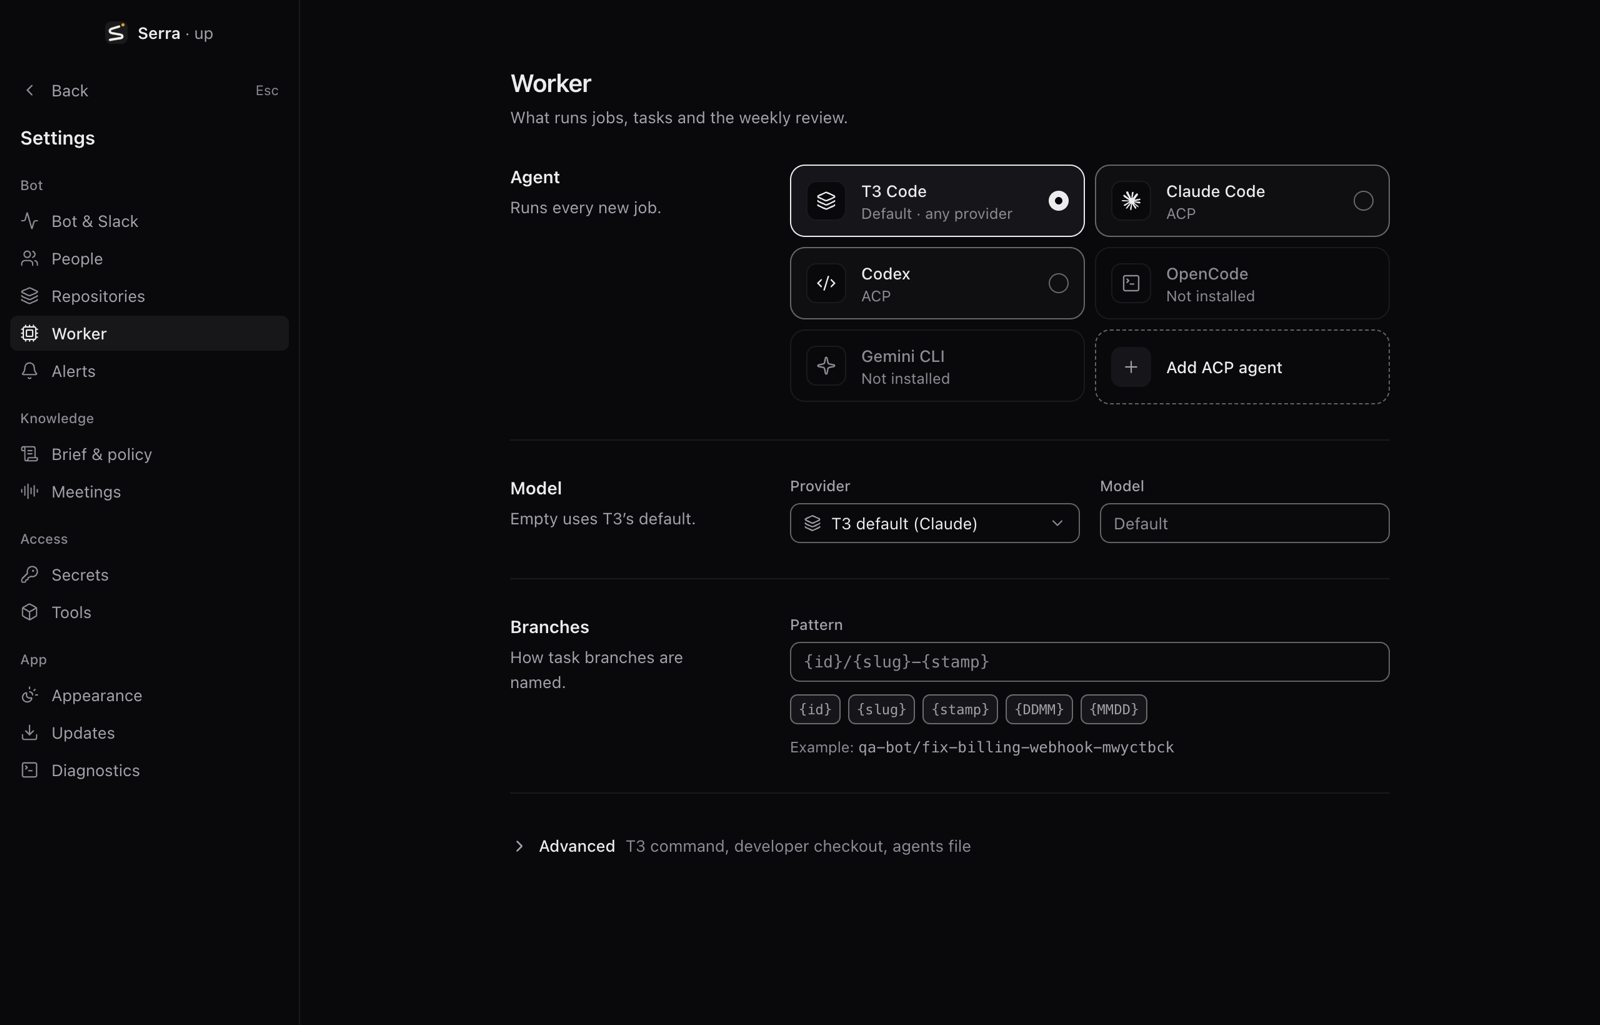 Serra · up
Back
Esc
Settings
Bot
Bot & Slack
People
Repositories
Worker
Alerts
Knowledge
Brief & policy
Meetings
Access
Secrets
Tools
App
Appearance
Updates
Diagnostics
Worker
What runs jobs, tasks and the weekly review.
Agent
Runs every new job.
T3 Code
Default · any provider
Claude Code
ACP
Codex
ACP
OpenCode
Not installed
Gemini CLI
Not installed
Add ACP agent
Model
Empty uses T3’s default.
Provider
T3 default (Claude)
Model
Default
Branches
How task branches are
named.
Pattern
{id}/{slug}-{stamp}
{id} {slug} {stamp} {DDMM} {MMDD}
Example: qa-bot/fix-billing-webhook-mwyctbck
Advanced T3 command, developer checkout, agents file